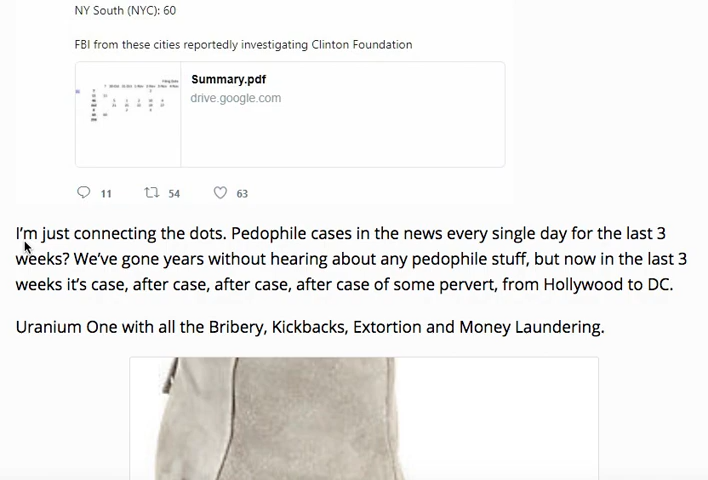 NY South (NYC): 60
FBI from these cities reportedly investigating Clinton Foundation
Summary.pdf
drive.google.com
11 54 63
I'm just connecting the dots. Pedophile cases in the news every single day for the last 3
weeks? We've gone years without hearing about any pedophile stuff, but now in the last 3
weeks it's case, after case, after case, after case of some pervert, from Hollywood to DC.
Uranium One with all the Bribery, Kickbacks, Extortion and Money Laundering.